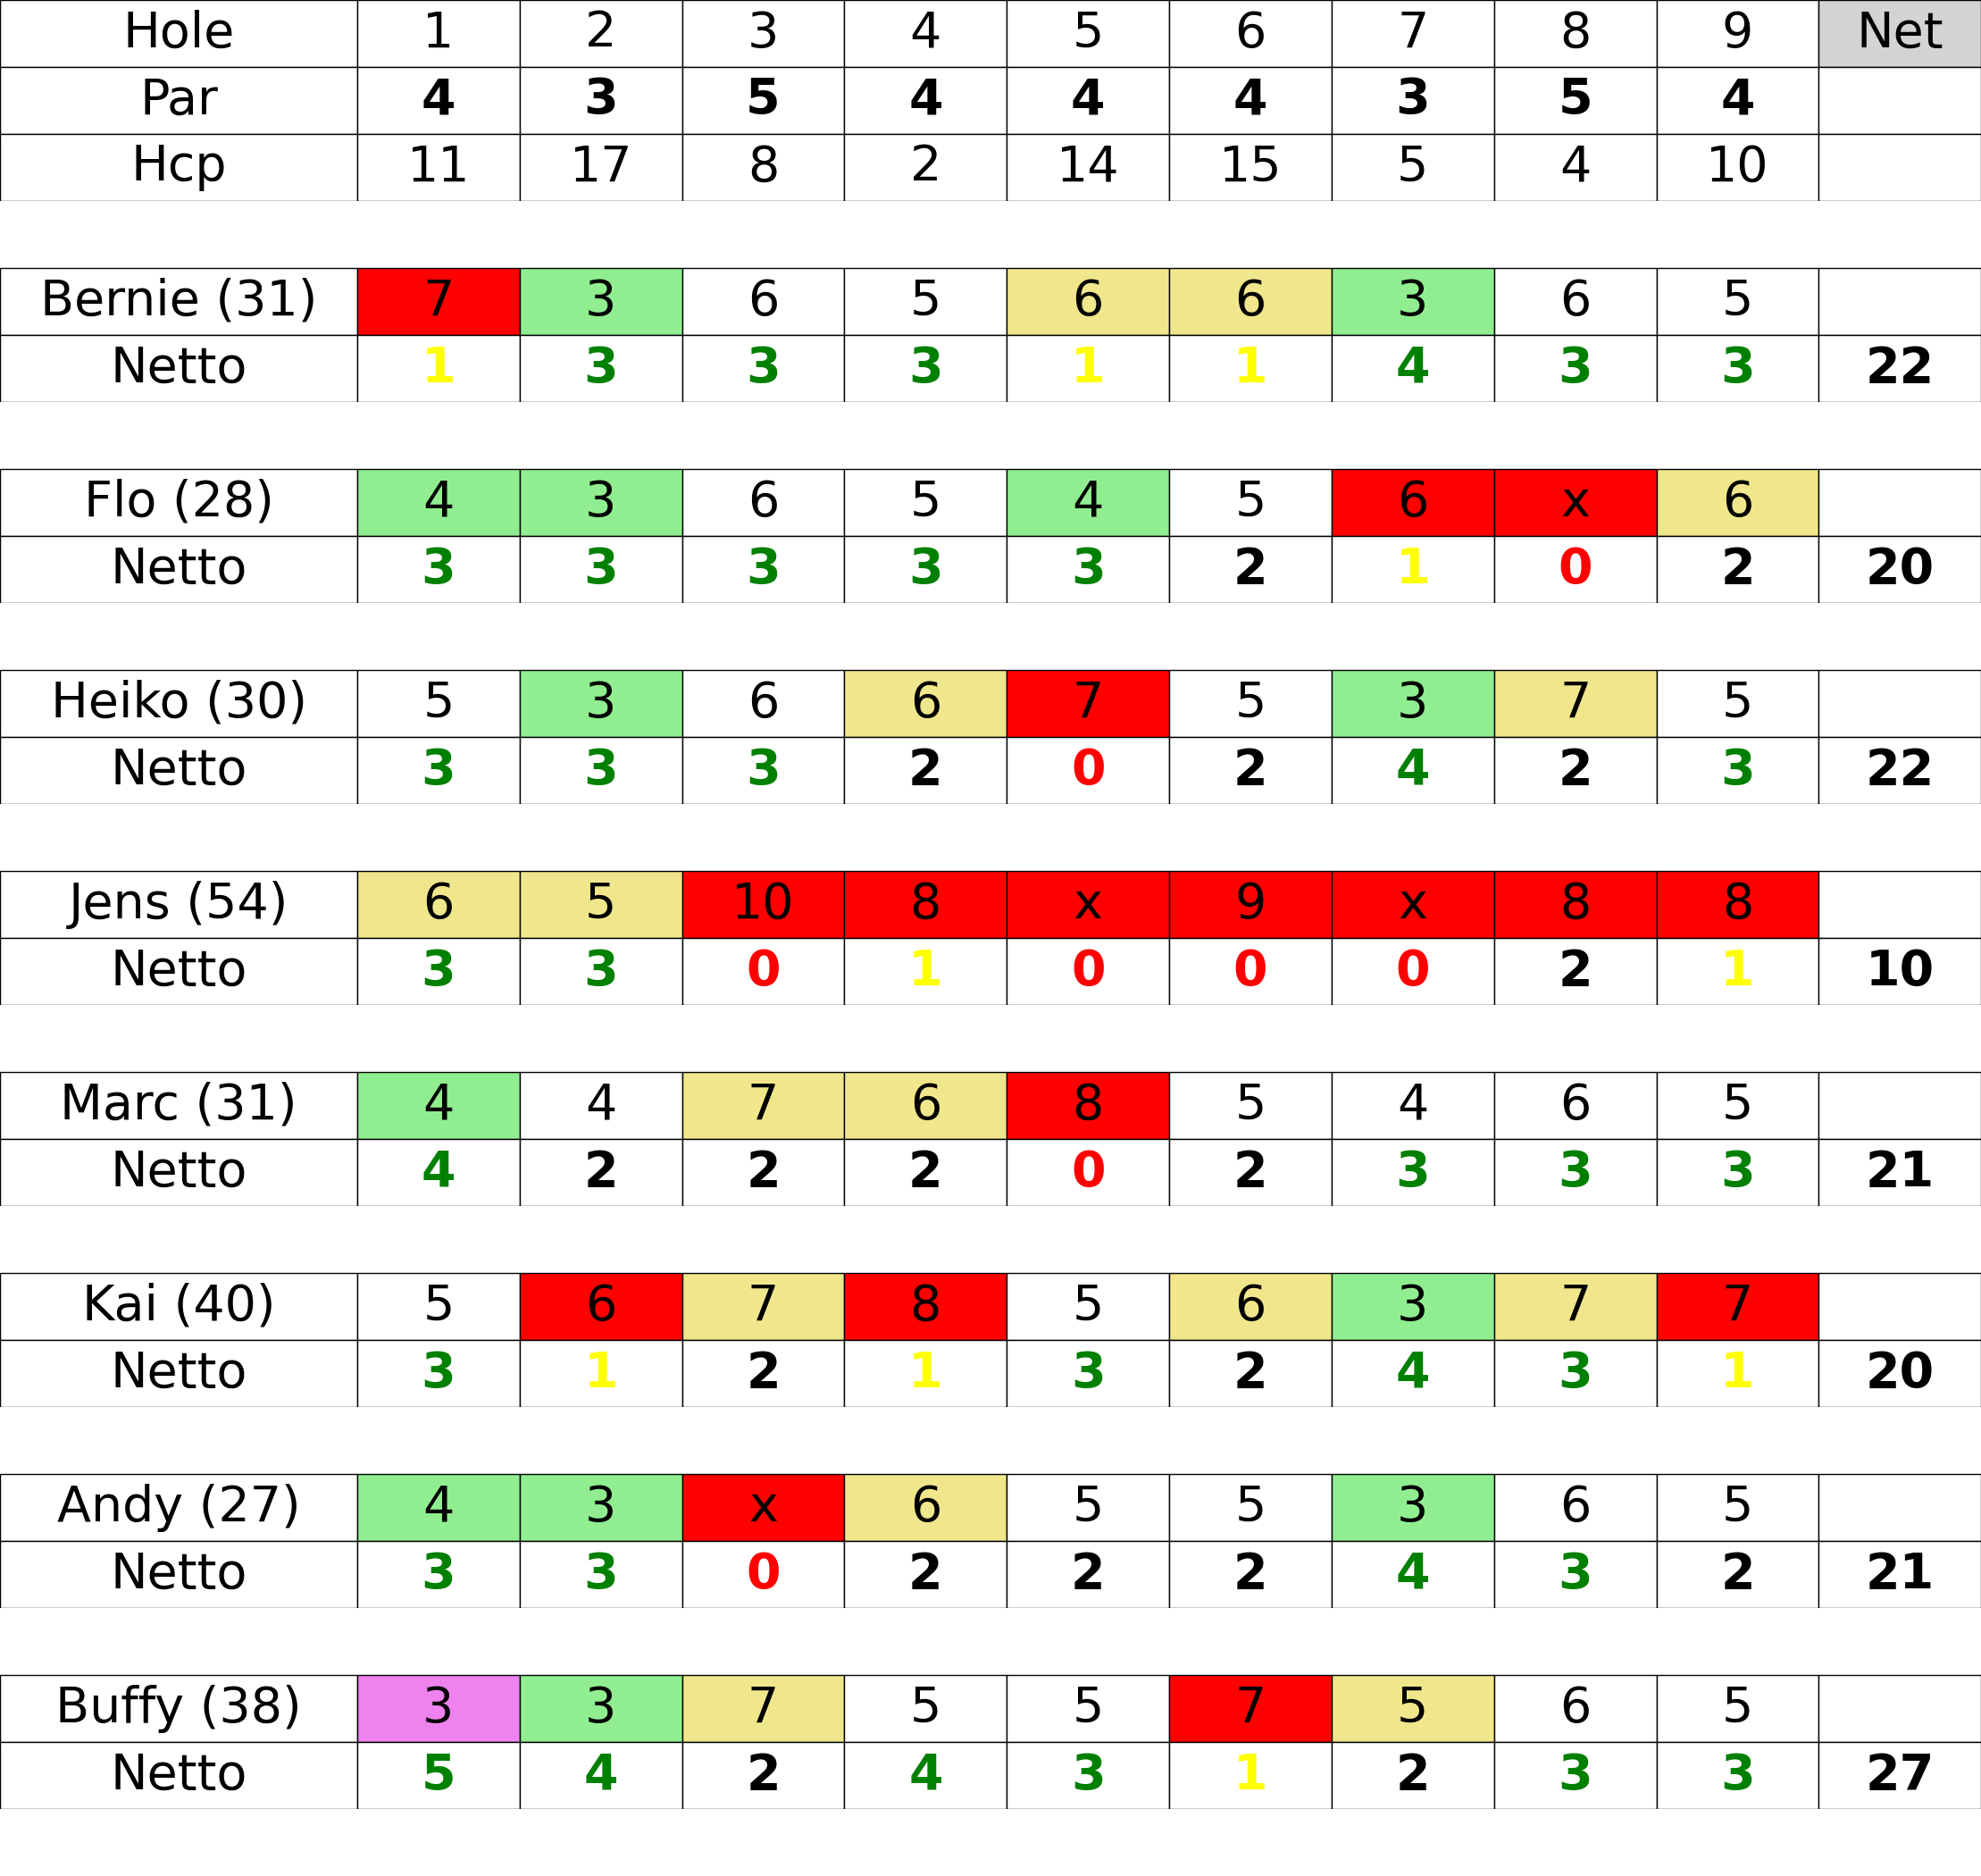 Hole 1 2 3 4 5 6 7 8 9 Net
Par 4 3 5 4 4 4 3 5 4
Hcp 11 17 8 2 14 15 5 4 10
Bernie (31) 7 3 6 5 6 6 3 6 5
Netto 1 3 3 3 1 1 4 3 3 22
Flo (28) 4 3 6 5 4 5 6 x 6
Netto 3 3 3 3 3 2 1 0 2 20
Heiko (30) 5 3 6 6 7 5 3 7 5
Netto 3 3 3 2 0 2 4 2 3 22
Jens (54) 6 5 10 8 x 9 x 8 8
Netto 3 3 0 1 0 0 0 2 1 10
Marc (31) 4 4 7 6 8 5 4 6 5
Netto 4 2 2 2 0 2 3 3 3 21
Kai (40) 5 6 7 8 5 6 3 7 7
Netto 3 1 2 1 3 2 4 3 1 20
Andy (27) 4 3 x 6 5 5 3 6 5
Netto 3 3 0 2 2 2 4 3 2 21
Buffy (38) 3 3 7 5 5 7 5 6 5
Netto 5 4 2 4 3 1 2 3 3 27